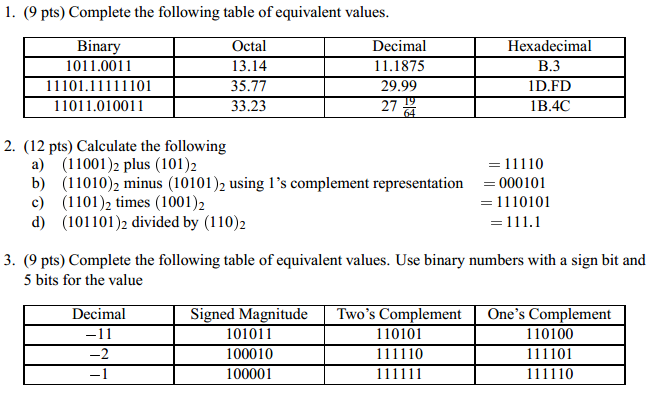 1. (9 pts) Complete the following table of equivalent values.
Binary Octal Decimal Hexadecimal
1011.0011 13.14 11.1875 B.3
11101.11111101 35.77 29.99 1D.FD
11011.010011 33.23 27 19/64 1B.4C
2. (12 pts) Calculate the following
a) (11001)2 plus (101)2 = 11110
b) (11010)2 minus (10101)2 using 1's complement representation = 000101
c) (1101)2 times (1001)2 = 1110101
d) (101101)2 divided by (110)2 = 111.1
3. (9 pts) Complete the following table of equivalent values. Use binary numbers with a sign bit and
5 bits for the value
Decimal Signed Magnitude Two's Complement One's Complement
−11 101011 110101 110100
−2 100010 111110 111101
−1 100001 111111 111110